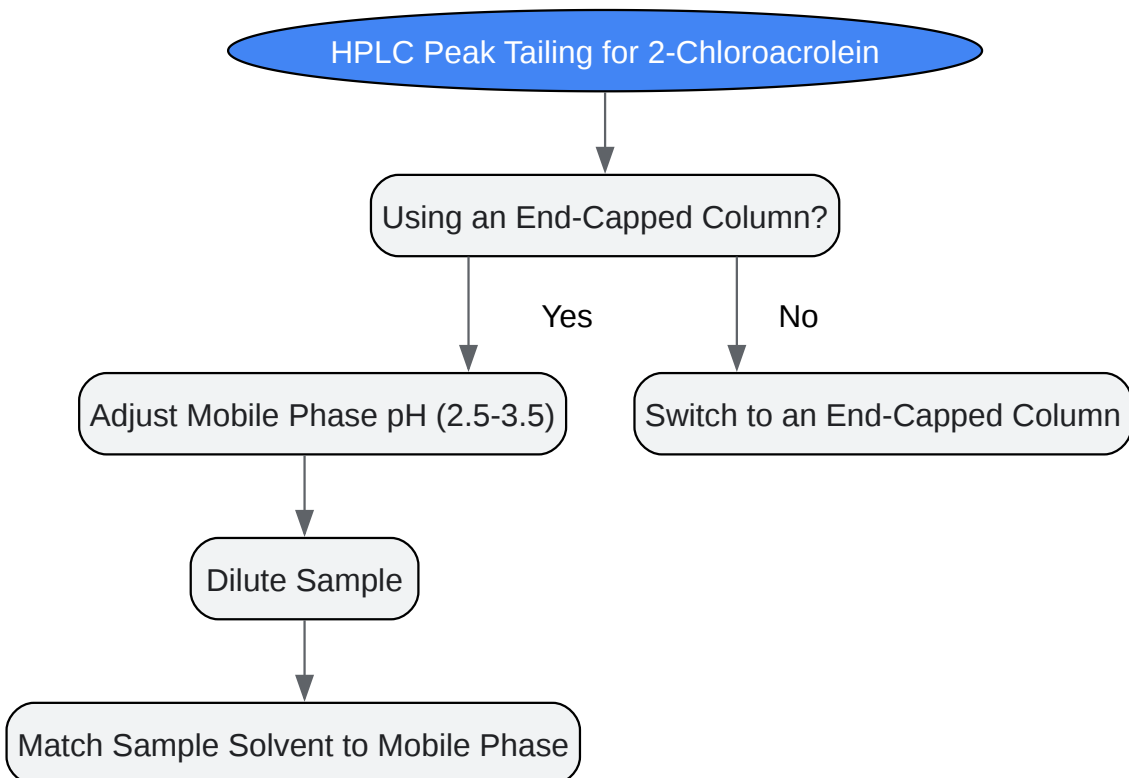 HPLC Peak Tailing for 2-Chloroacrolein
Using an End-Capped Column?
Yes
No
Adjust Mobile Phase pH (2.5-3.5)
Switch to an End-Capped Column
Dilute Sample
Match Sample Solvent to Mobile Phase